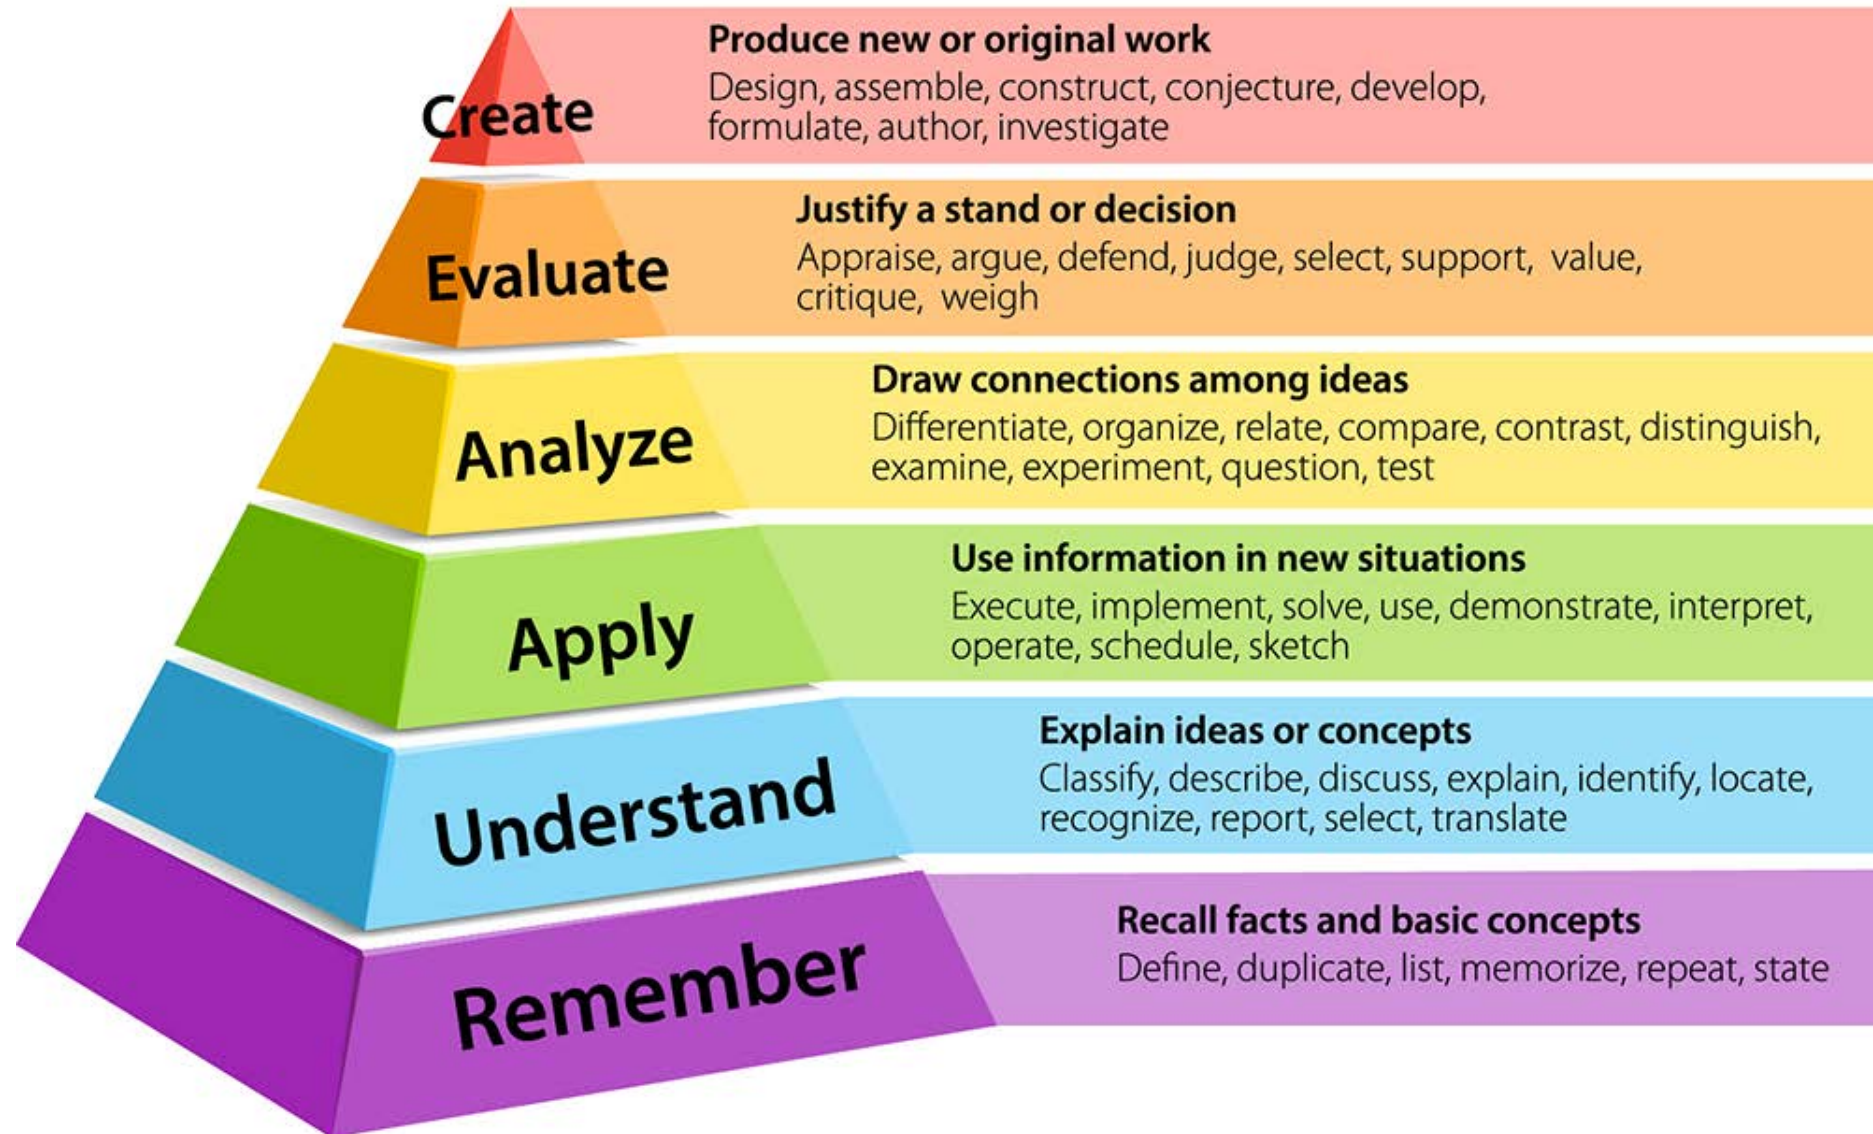 Create
Produce new or original work
Design, assemble, construct, conjecture, develop,
formulate, author, investigate
Evaluate
Justify a stand or decision
Appraise, argue, defend, judge, select, support, value,
critique, weigh
Analyze
Draw connections among ideas
Differentiate, organize, relate, compare, contrast, distinguish,
examine, experiment, question, test
Apply
Use information in new situations
Execute, implement, solve, use, demonstrate, interpret,
operate, schedule, sketch
Understand
Explain ideas or concepts
Classify, describe, discuss, explain, identify, locate,
recognize, report, select, translate
Remember
Recall facts and basic concepts
Define, duplicate, list, memorize, repeat, state